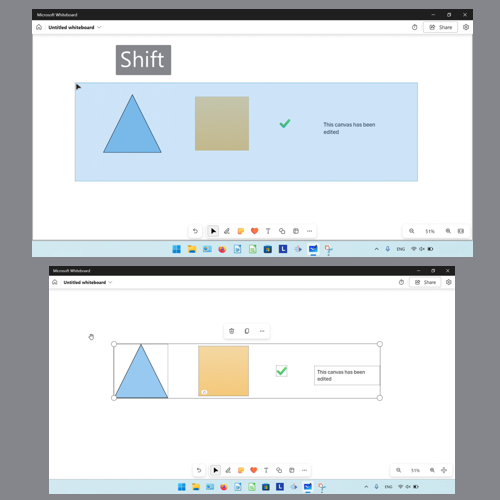 Microsoft Whiteboard
Untitled whiteboard
Share
Shift
This canvas has been
edited
51%
ENG
Microsoft Whiteboard
Untitled whiteboard
Share
This canvas has been
edited
51%
ENG